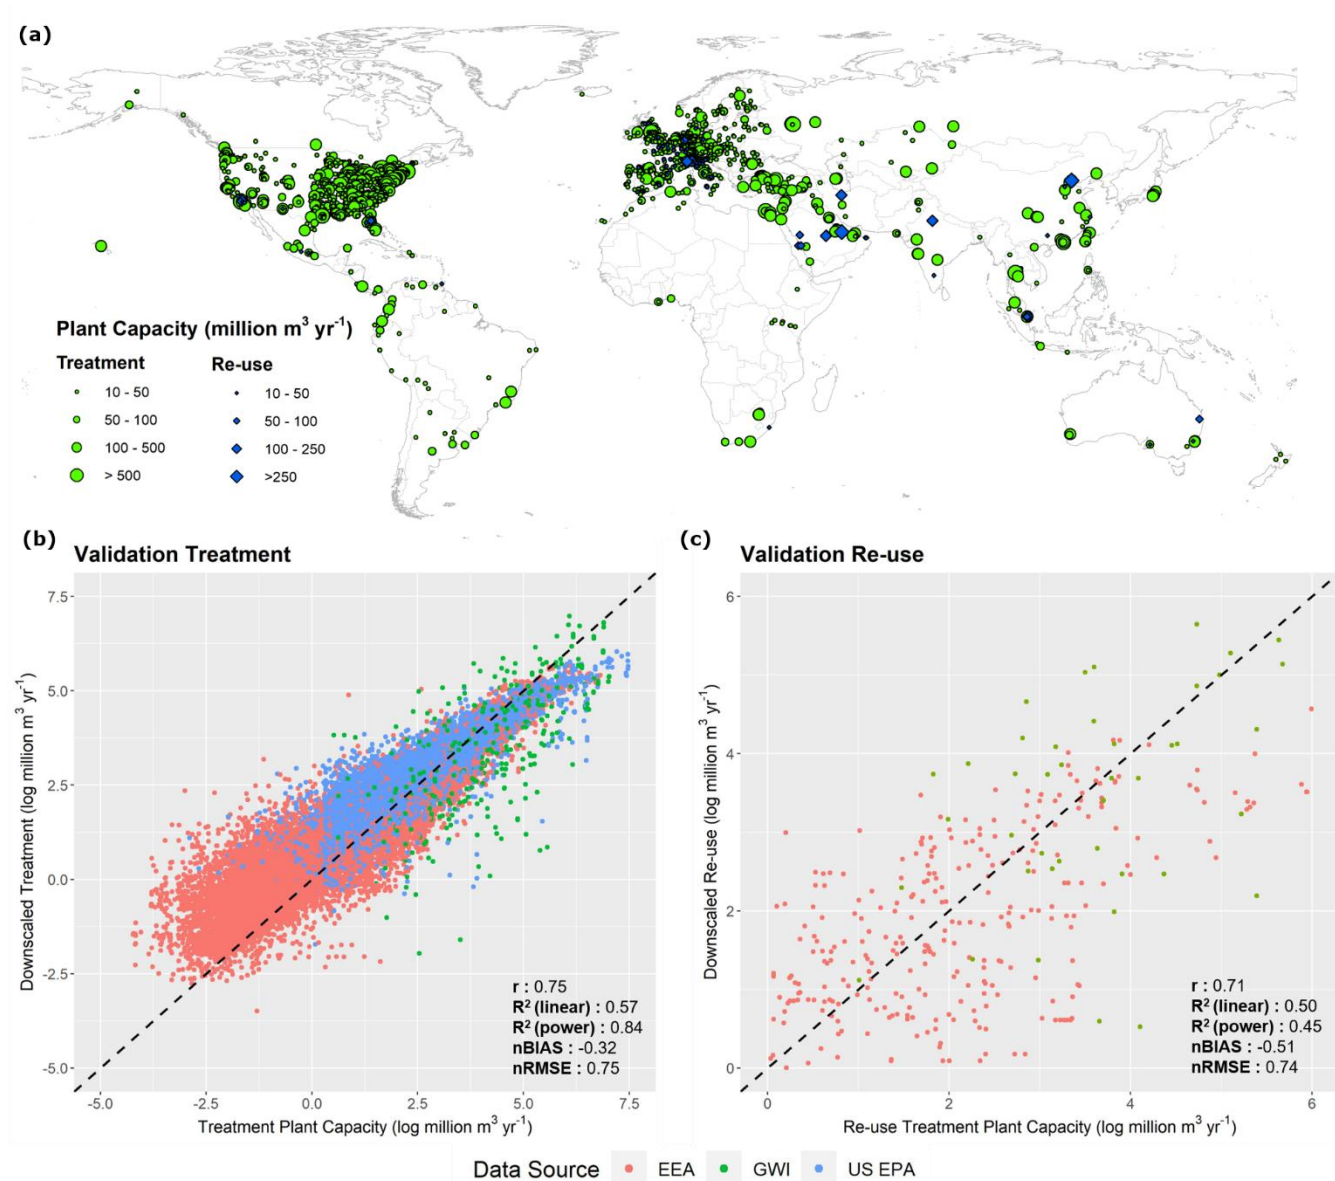 (a)
Plant Capacity (million m³ yr⁻¹)
Treatment Re-use
10 - 50 10 - 50
50 - 100 50 - 100
100 - 500 100 - 250
> 500 >250
(b) Validation Treatment
7.5
5.0
2.5
0.0
-2.5
-5.0
Downscaled Treatment (log million m³ yr⁻¹)
r : 0.75
R² (linear) : 0.57
R² (power) : 0.84
nBIAS : -0.32
nRMSE : 0.75
-5.0 -2.5 0.0 2.5 5.0 7.5
Treatment Plant Capacity (log million m³ yr⁻¹)
(c) Validation Re-use
6
4
2
0
Downscaled Re-use (log million m³ yr⁻¹)
r : 0.71
R² (linear) : 0.50
R² (power) : 0.45
nBIAS : -0.51
nRMSE : 0.74
0 2 4 6
Re-use Treatment Plant Capacity (log million m³ yr⁻¹)
Data Source EEA GWI US EPA